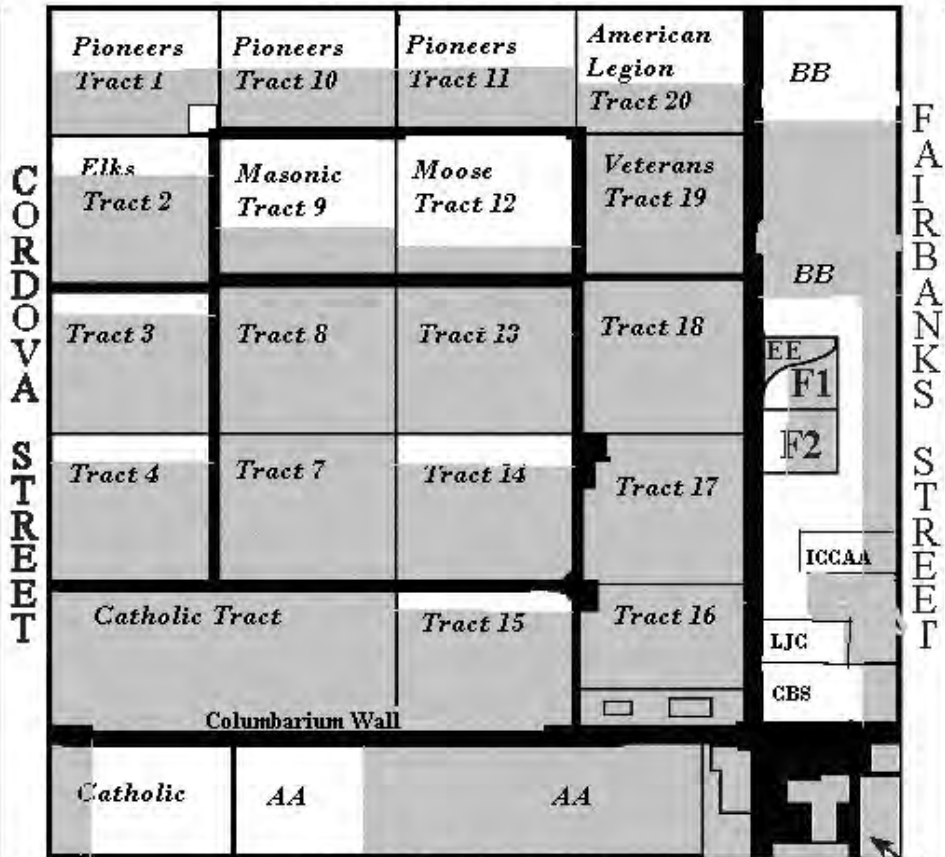 Pioneers
Tract 1
Pioneers
Tract 10
Pioneers
Tract 11
American
Legion
Tract 20
BB
Elks
Tract 2
Masonic
Tract 9
Moose
Tract 12
Veterans
Tract 19
BB
Tract 3
Tract 8
Tract 13
Tract 18
EE
F1
F2
Tract 4
Tract 7
Tract 14
Tract 17
ICCAA
Catholic Tract
Tract 15
Tract 16
LJC
CBS
Columbarium Wall
Catholic
AA
AA
CORDOVA STREET
FAIRBANKS STREET